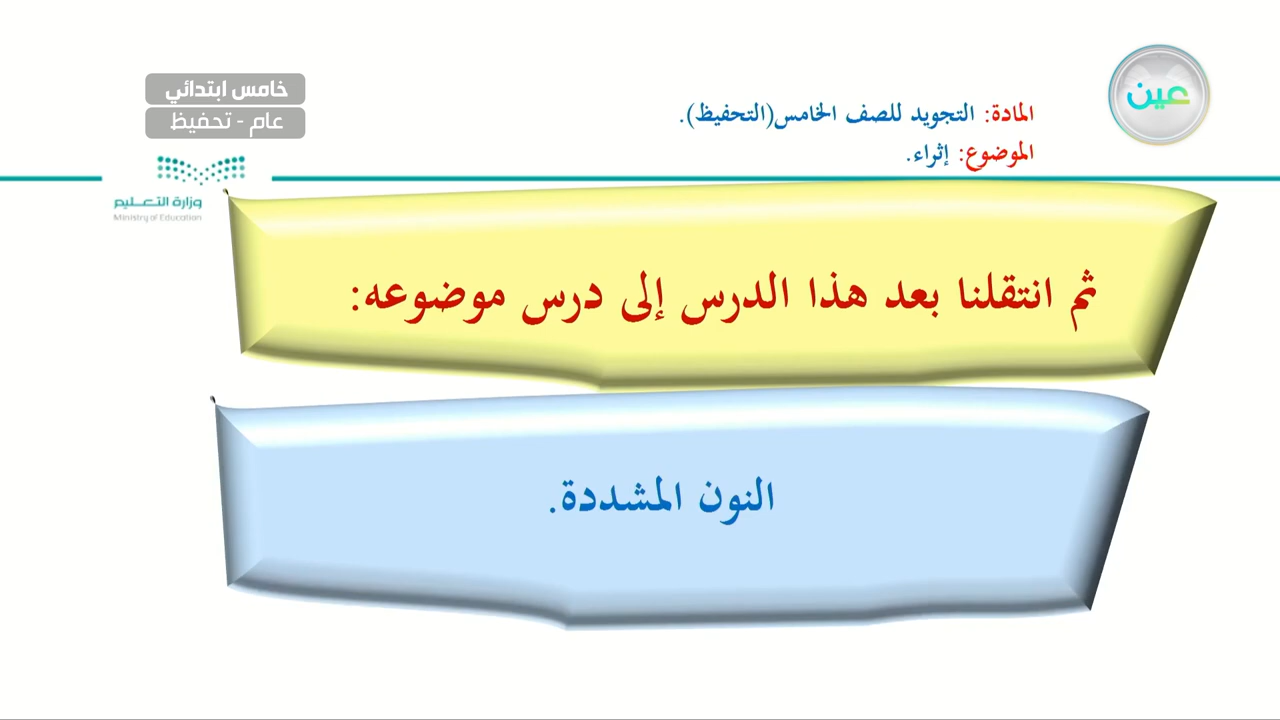 عين
خامس ابتدائي
عام - تحفيظ
المادة: التجويد للصف الخامس(التحفيظ).
الموضوع: إثراء.
وزارة التعليم
Ministry of Education
ثم انتقلنا بعد هذا الدرس إلى درس موضوعه:
النون المشددة.